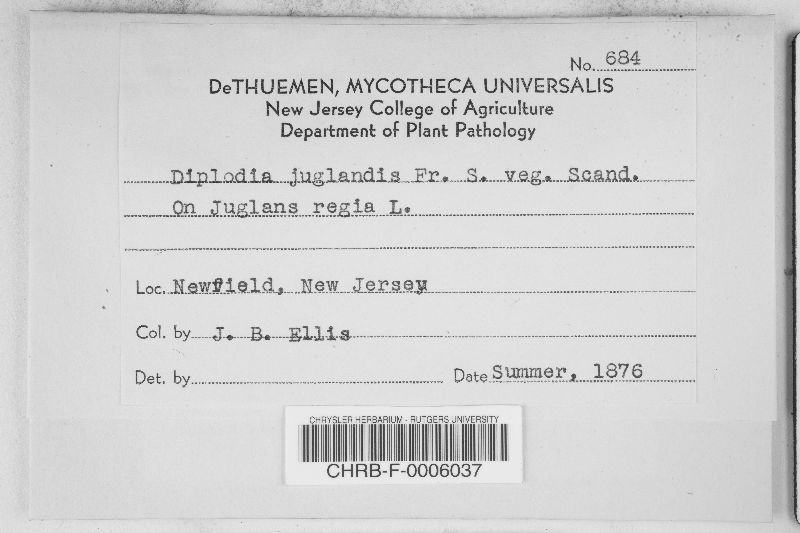 No. 684
DeTHUEMEN, MYCOTHECA UNIVERSALIS
New Jersey College of Agriculture
Department of Plant Pathology
Diplodia juglandis Fr. S. veg. Scand.
On Juglans regia L.
Loc. Newfield, New Jersey
Col. by J. B. Ellis
Det. by Date Summer, 1876
CHRYSLER HERBARIUM - RUTGERS UNIVERSITY
CHRB-F-0006037